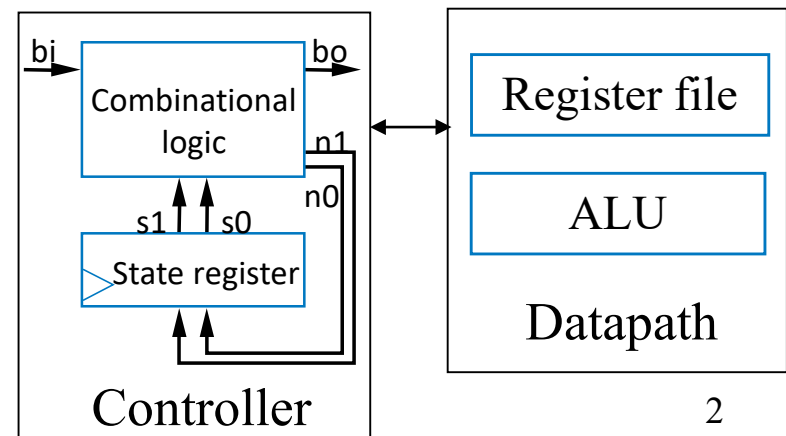 bi
bo
Combinational
logic
n1
n0
s1
s0
State register
Controller
Register file
ALU
Datapath
2